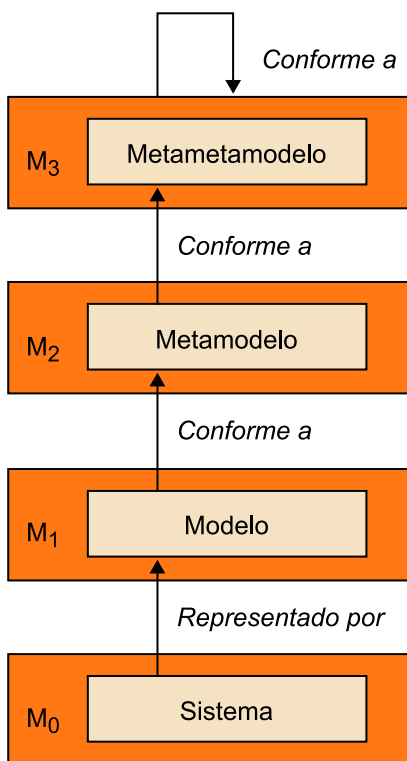 Conforme a
M3 Metametamodelo
Conforme a
M2 Metamodelo
Conforme a
M1 Modelo
Representado por
M0 Sistema